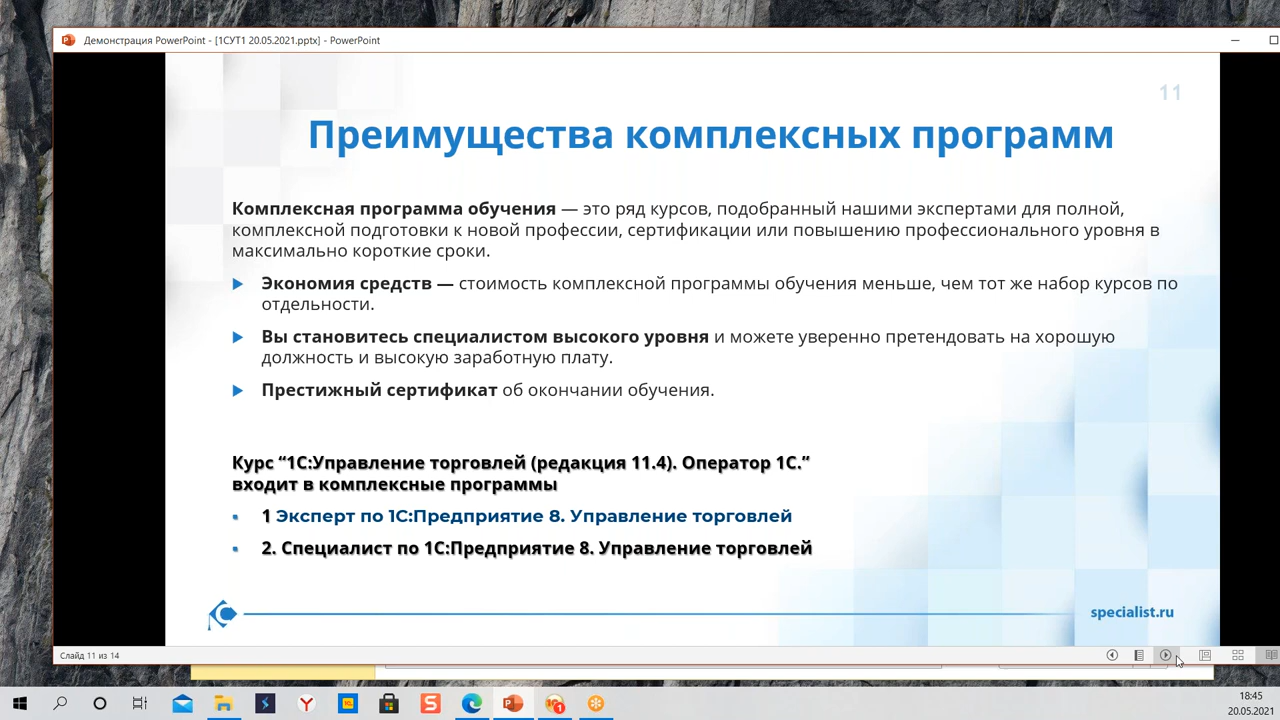 Демонстрация PowerPoint - [1СУТ1 20.05.2021.pptx] - PowerPoint
11
Преимущества комплексных программ
Комплексная программа обучения — это ряд курсов, подобранный нашими экспертами для полной,
комплексной подготовки к новой профессии, сертификации или повышению профессионального уровня в
максимально короткие сроки.
Экономия средств — стоимость комплексной программы обучения меньше, чем тот же набор курсов по
отдельности.
Вы становитесь специалистом высокого уровня и можете уверенно претендовать на хорошую
должность и высокую заработную плату.
Престижный сертификат об окончании обучения.
Курс “1С:Управление торговлей (редакция 11.4). Оператор 1С.”
входит в комплексные программы
1 Эксперт по 1С:Предприятие 8. Управление торговлей
2. Специалист по 1С:Предприятие 8. Управление торговлей
specialist.ru
Слайд 11 из 14
18:45
20.05.2021